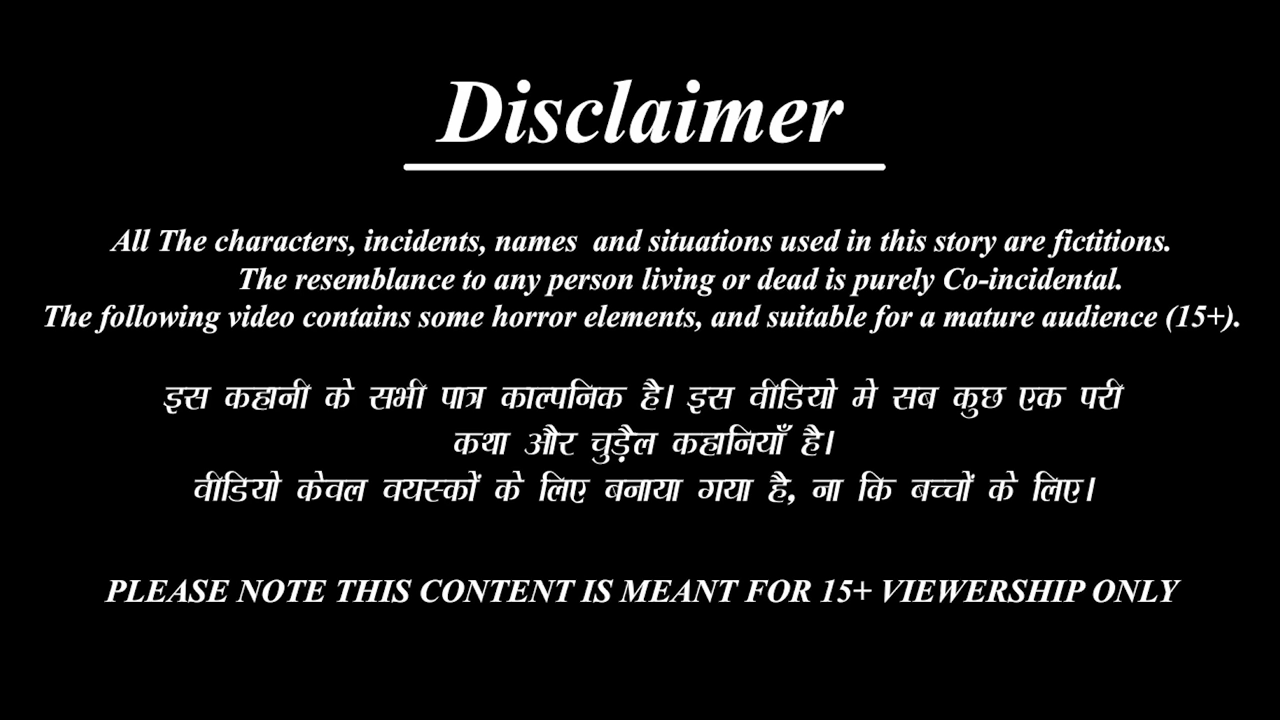 Disclaimer
All The characters, incidents, names and situations used in this story are fictitions.
The resemblance to any person living or dead is purely Co-incidental.
The following video contains some horror elements, and suitable for a mature audience (15+).
इस कहानी के सभी पात्र काल्पनिक है। इस वीडियो मे सब कुछ एक परी
कथा और चुड़ैल कहानियाँ है।
वीडियो केवल वयस्कों के लिए बनाया गया है, ना कि बच्चों के लिए।
PLEASE NOTE THIS CONTENT IS MEANT FOR 15+ VIEWERSHIP ONLY